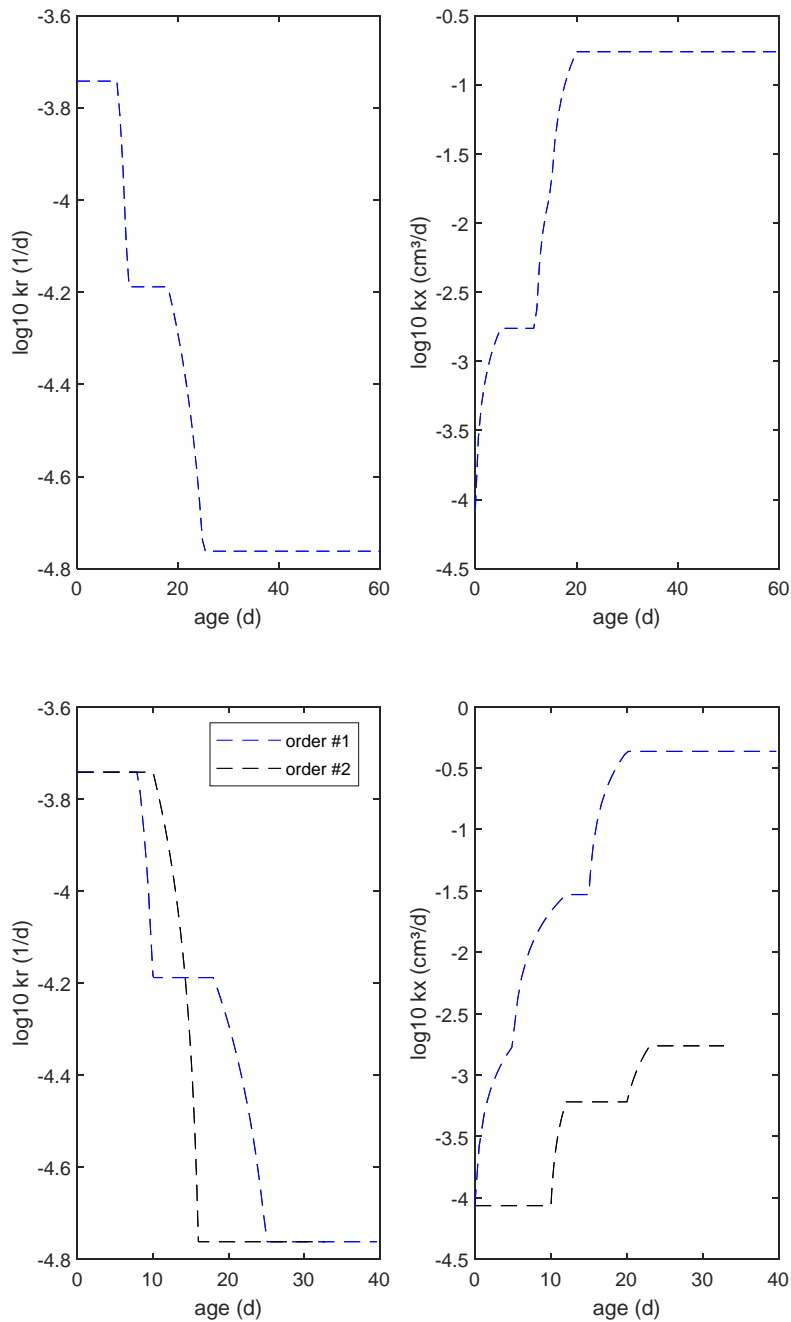 -3.6
-3.8
-4
-4.2
-4.4
-4.6
-4.8
0 20 40 60
log10 kr (1/d)
age (d)
-0.5
-1
-1.5
-2
-2.5
-3
-3.5
-4
-4.5
0 20 40 60
log10 kx (cm³/d)
age (d)
-3.6
-3.8
-4
-4.2
-4.4
-4.6
-4.8
0 10 20 30 40
log10 kr (1/d)
age (d)
order #1
order #2
0
-0.5
-1
-1.5
-2
-2.5
-3
-3.5
-4
-4.5
0 10 20 30 40
log10 kx (cm³/d)
age (d)